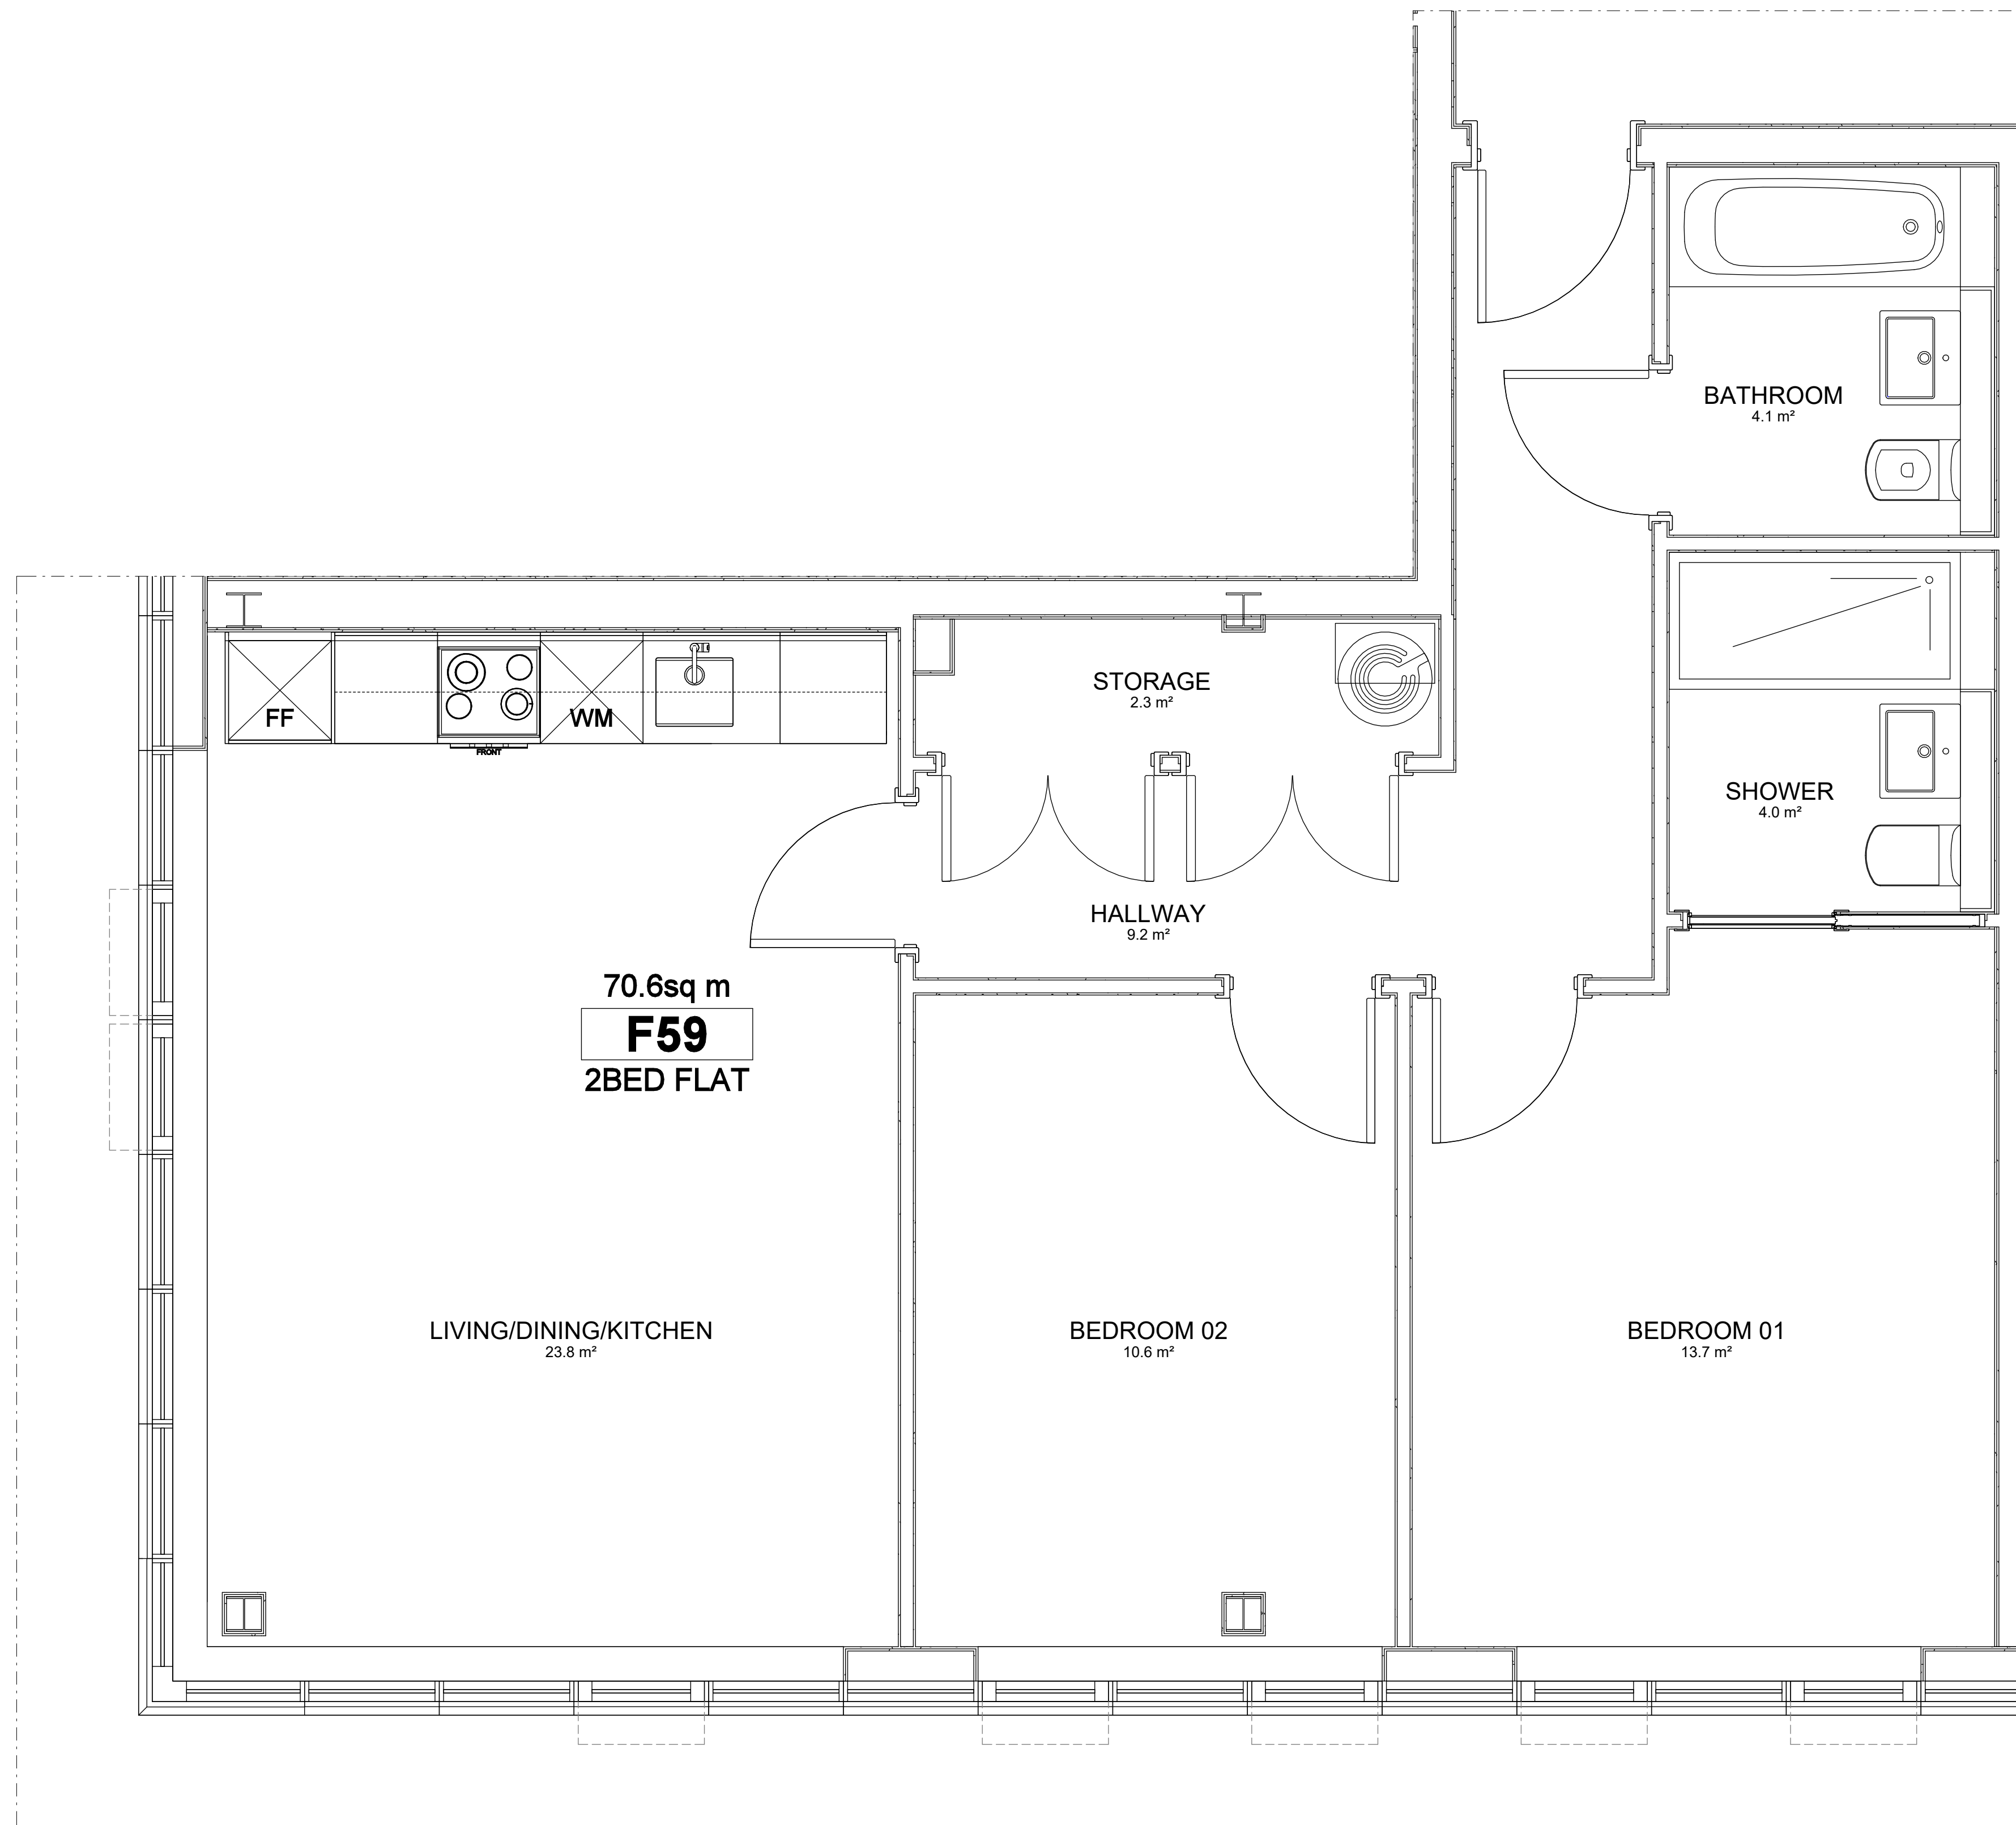 BATHROOM
4.1 m²
STORAGE
2.3 m²
FF
WM
FRONT
SHOWER
4.0 m²
HALLWAY
9.2 m²
70.6sq m
F59
2BED FLAT
LIVING/DINING/KITCHEN
23.8 m²
BEDROOM 02
10.6 m²
BEDROOM 01
13.7 m²